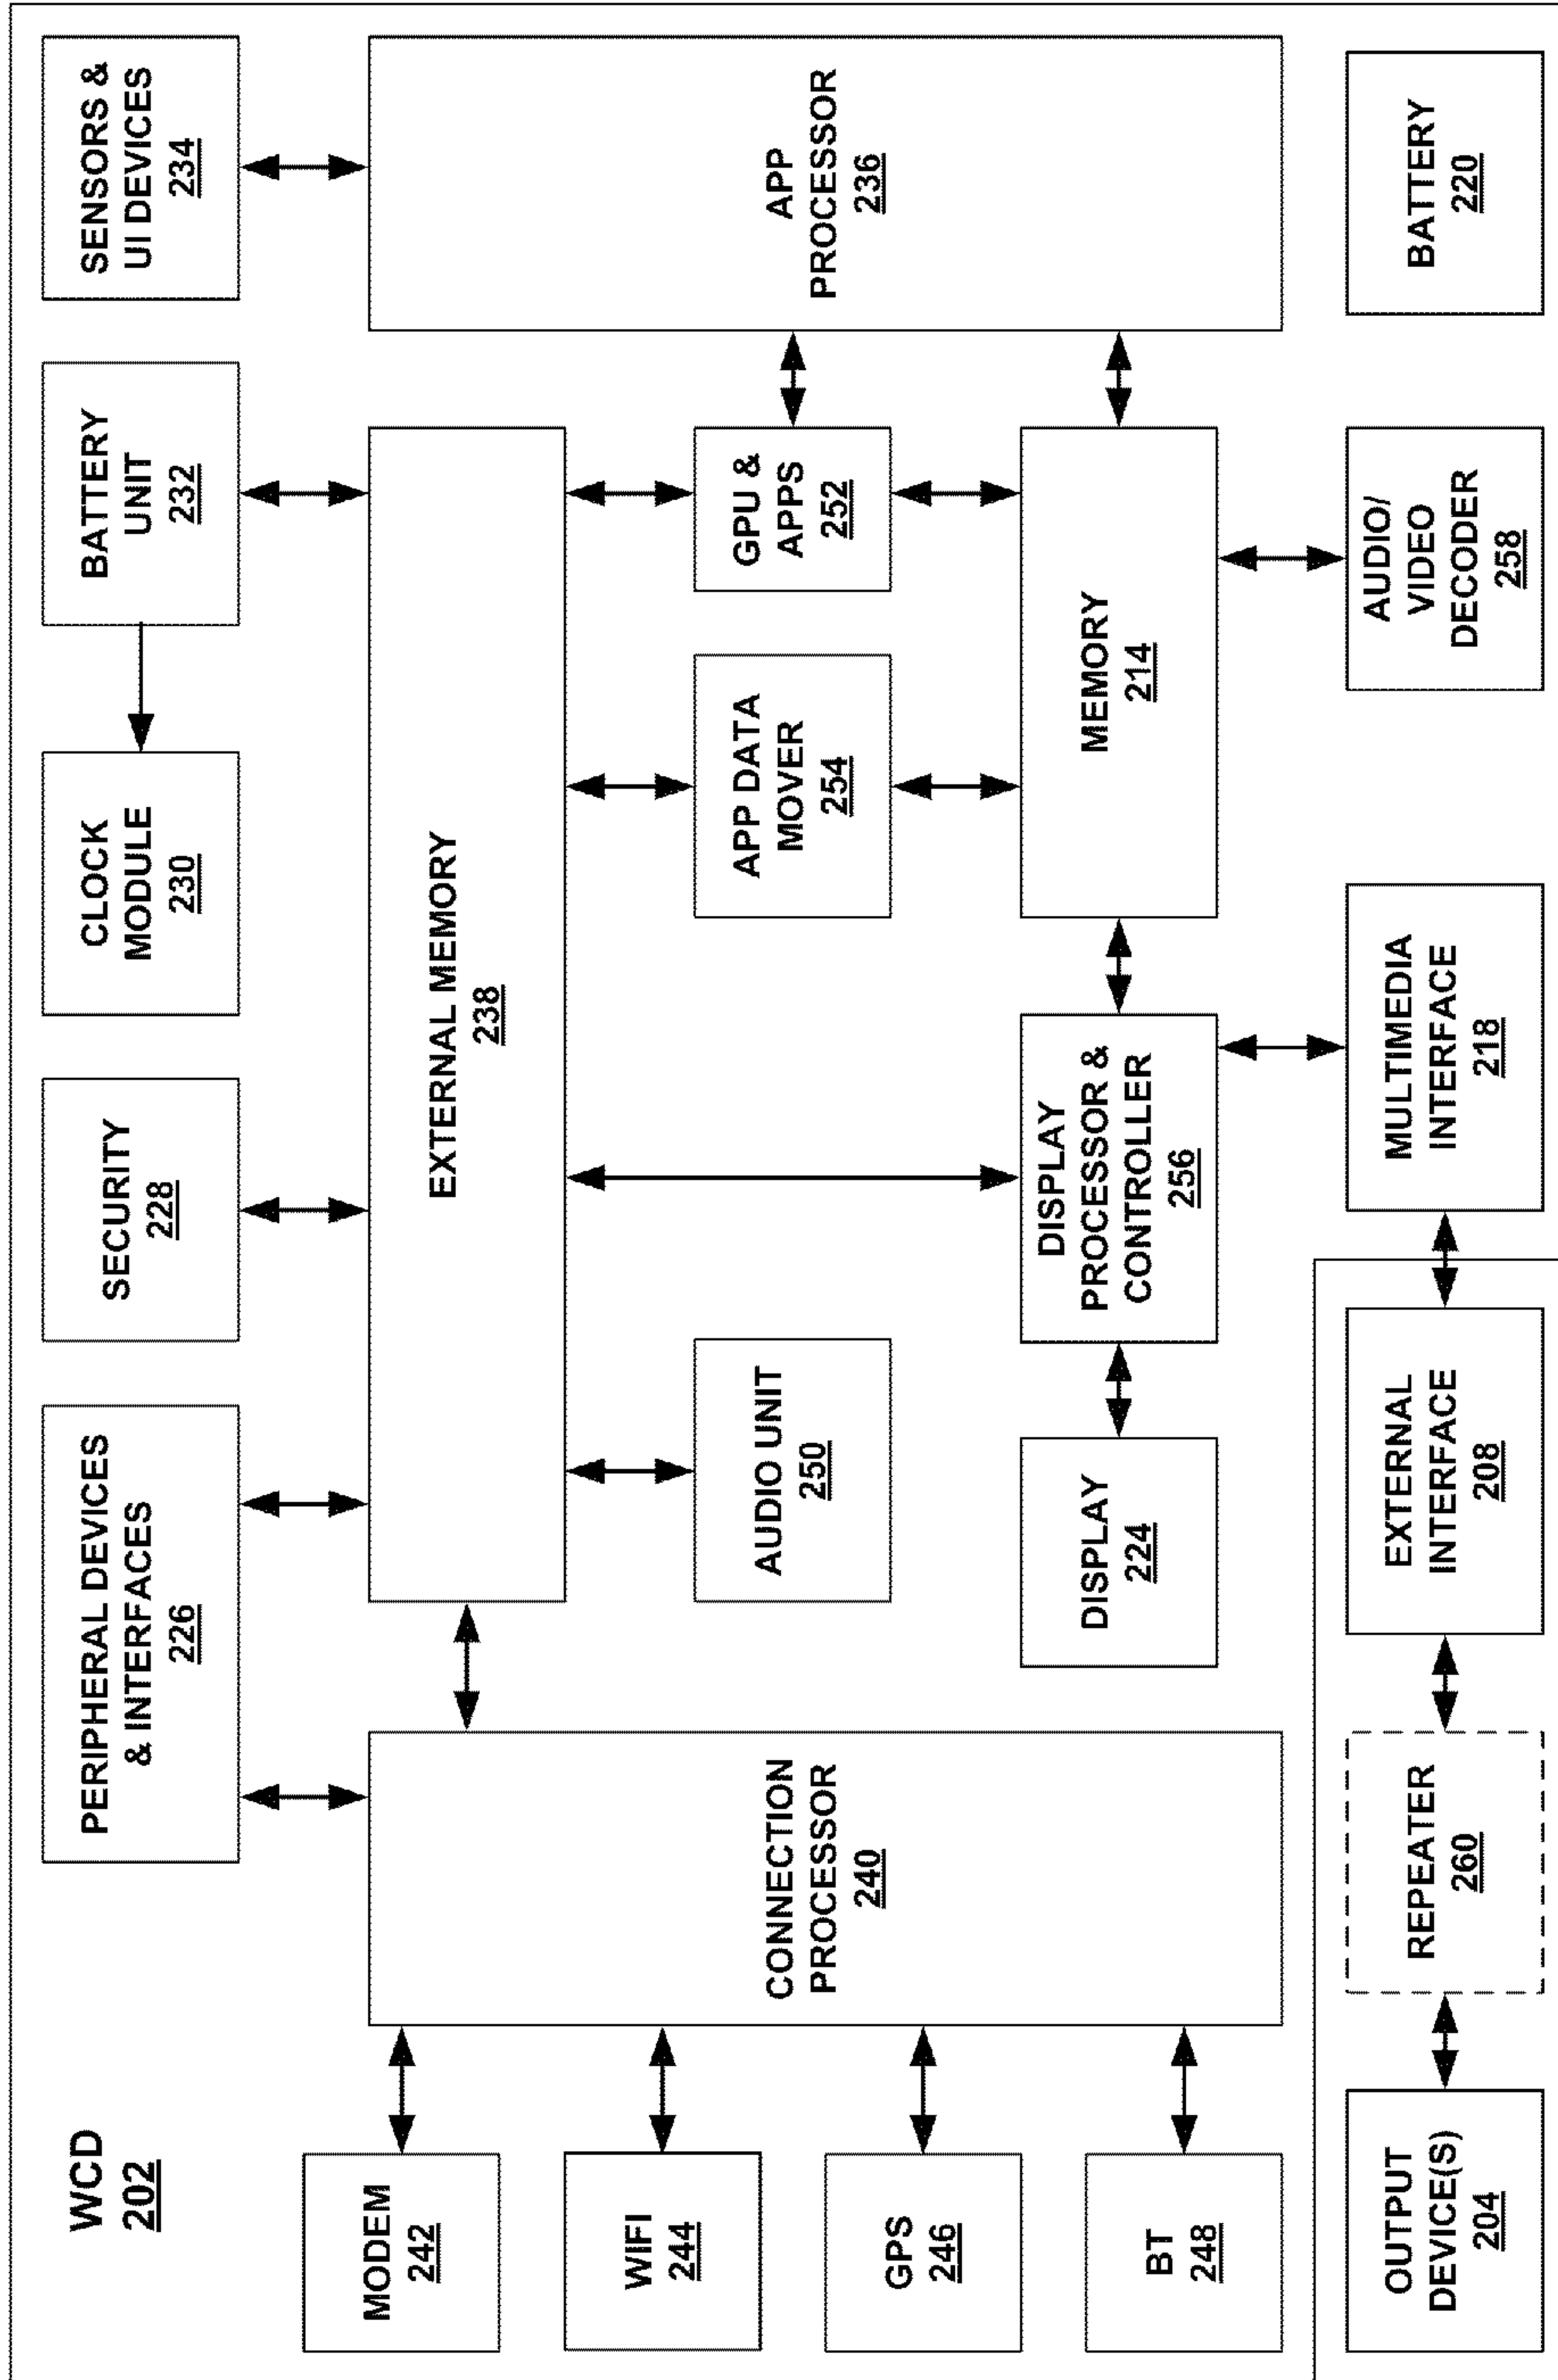 WCD
202
PERIPHERAL DEVICES
& INTERFACES
226
SECURITY
228
CLOCK
MODULE
230
BATTERY
UNIT
232
SENSORS &
UI DEVICES
234
MODEM
242
WIFI
244
GPS
246
BT
248
CONNECTION
PROCESSOR
240
EXTERNAL MEMORY
238
AUDIO UNIT
250
APP DATA
MOVER
254
GPU &
APPS
252
APP
PROCESSOR
236
DISPLAY
224
DISPLAY
PROCESSOR &
CONTROLLER
256
MEMORY
214
OUTPUT
DEVICE(S)
204
REPEATER
260
EXTERNAL
INTERFACE
208
MULTIMEDIA
INTERFACE
218
AUDIO/
VIDEO
DECODER
258
BATTERY
220